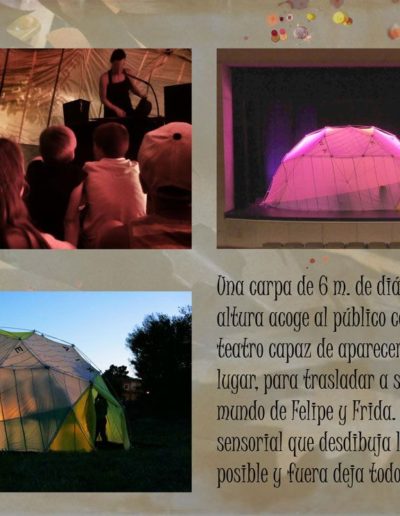 Una carpa de 6 m. de diá
altura acoge al público co
teatro capaz de aparecer
lugar, para trasladar a s
mundo de Felipe y Frida.
sensorial que desdibuja l
posible y fuera deja todo